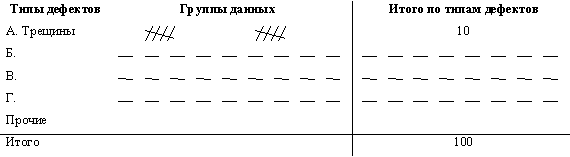 Типы дефектов Группы данных Итого по типам дефектов
А. Трещины //// //// 10
Б. — — — — — — — — — — — — — — — — — — —
В. — — — — — — — — — — — — — — — — — — —
Г. — — — — — — — — — — — — — — — — — — —
Прочие
Итого 100